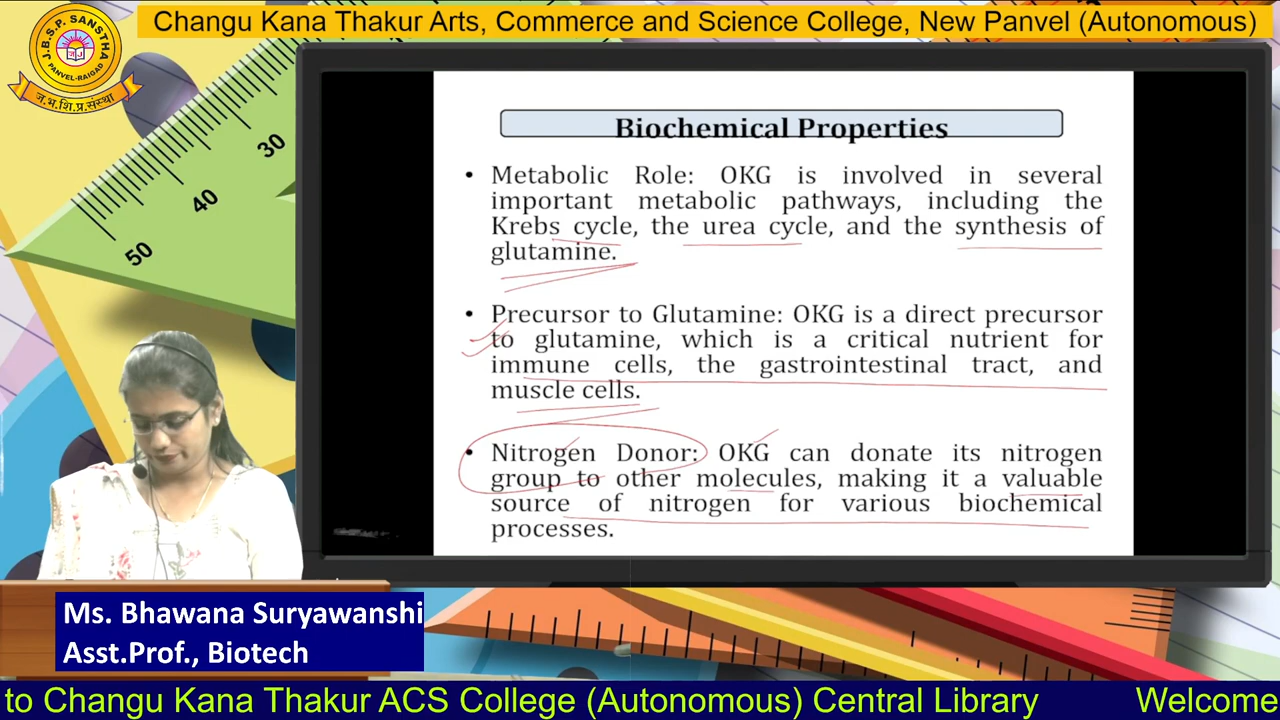 Changu Kana Thakur Arts, Commerce and Science College, New Panvel (Autonomous)
J.B.S.P. SANSTHA
PANVEL-RAIGAD
ज.भ.शि.प्र.संस्था
30
40
50
Biochemical Properties
• Metabolic Role: OKG is involved in several
important metabolic pathways, including the
Krebs cycle, the urea cycle, and the synthesis of
glutamine.
• Precursor to Glutamine: OKG is a direct precursor
to glutamine, which is a critical nutrient for
immune cells, the gastrointestinal tract, and
muscle cells.
• Nitrogen Donor: OKG can donate its nitrogen
group to other molecules, making it a valuable
source of nitrogen for various biochemical
processes.
Ms. Bhawana Suryawanshi
Asst.Prof., Biotech
to Changu Kana Thakur ACS College (Autonomous) Central Library Welcome